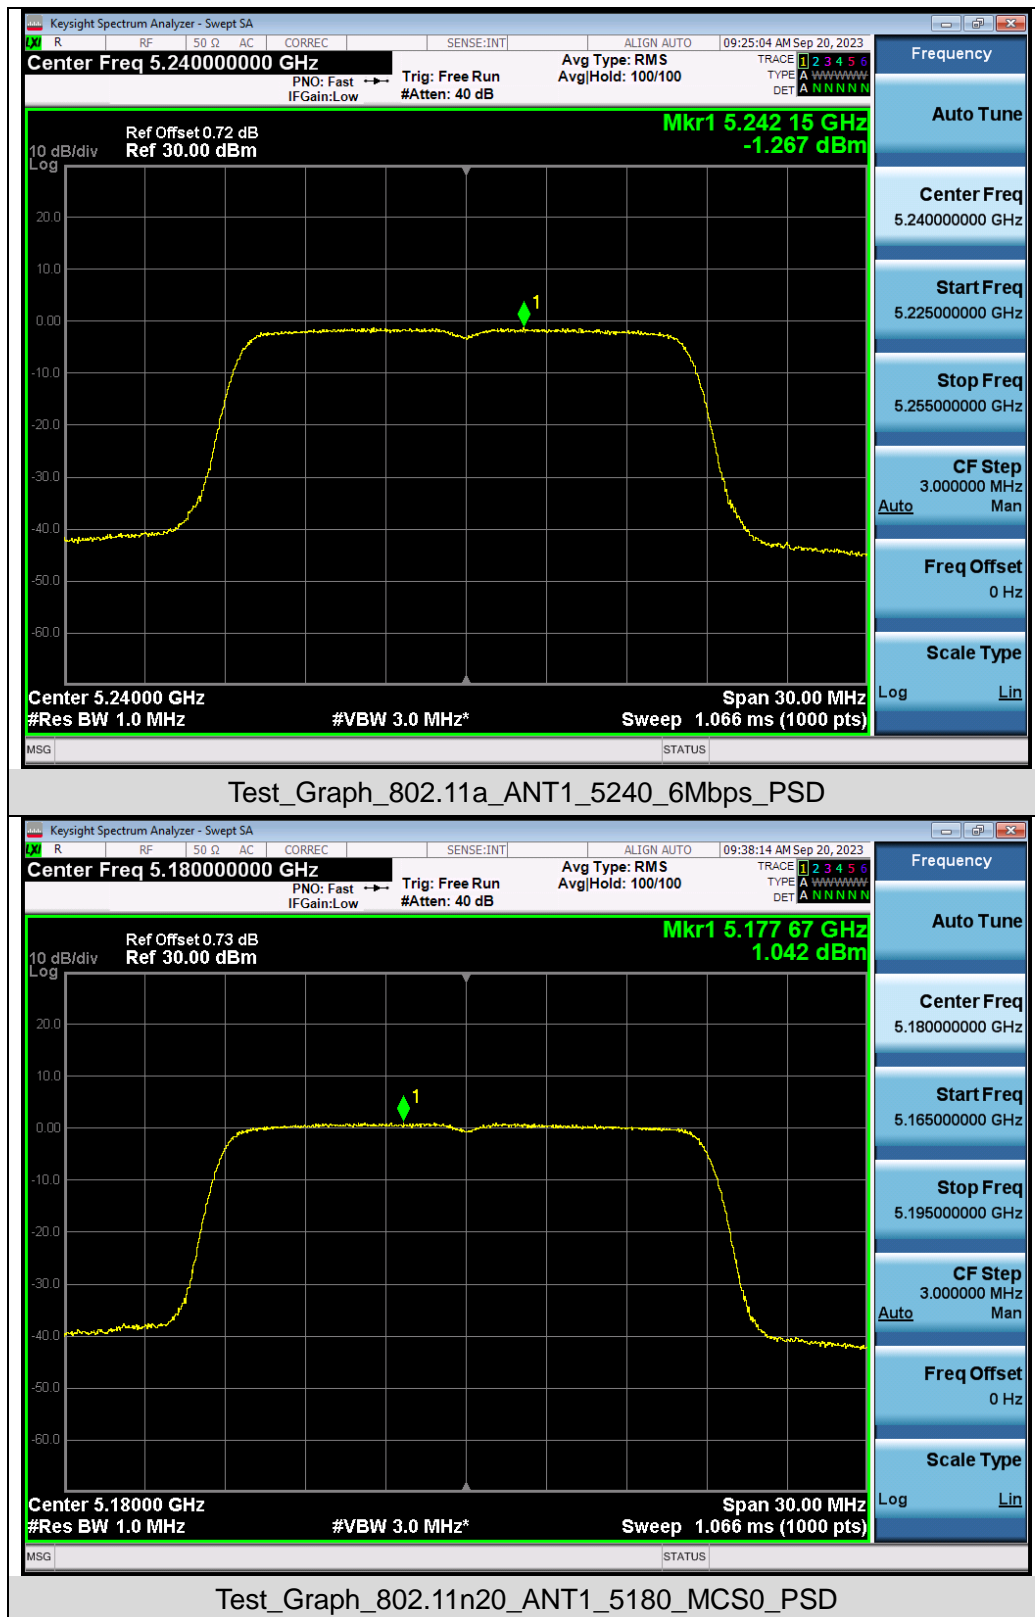 Keysight Spectrum Analyzer - Swept SA
LXI R RF 50 Ω AC CORREC SENSE:INT ALIGN AUTO 09:25:04 AM Sep 20, 2023
Center Freq 5.240000000 GHz
PNO: Fast
IFGain:Low
Trig: Free Run
#Atten: 40 dB
Avg Type: RMS
Avg|Hold: 100/100
TRACE 1 2 3 4 5 6
TYPE A WWWWW
DET A N N N N N
Ref Offset 0.72 dB
Ref 30.00 dBm
10 dB/div
Log
Mkr1 5.242 15 GHz
-1.267 dBm
1
20.0
10.0
0.00
-10.0
-20.0
-30.0
-40.0
-50.0
-60.0
Center 5.24000 GHz
Span 30.00 MHz
#Res BW 1.0 MHz
#VBW 3.0 MHz*
Sweep 1.066 ms (1000 pts)
MSG
STATUS
Frequency
Auto Tune
Center Freq
5.240000000 GHz
Start Freq
5.225000000 GHz
Stop Freq
5.255000000 GHz
CF Step
3.000000 MHz
Auto Man
Freq Offset
0 Hz
Scale Type
Log Lin
Test_Graph_802.11a_ANT1_5240_6Mbps_PSD
Keysight Spectrum Analyzer - Swept SA
LXI R RF 50 Ω AC CORREC SENSE:INT ALIGN AUTO 09:38:14 AM Sep 20, 2023
Center Freq 5.180000000 GHz
PNO: Fast
IFGain:Low
Trig: Free Run
#Atten: 40 dB
Avg Type: RMS
Avg|Hold: 100/100
TRACE 1 2 3 4 5 6
TYPE A WWWWW
DET A N N N N N
Ref Offset 0.73 dB
Ref 30.00 dBm
10 dB/div
Log
Mkr1 5.177 67 GHz
1.042 dBm
1
20.0
10.0
0.00
-10.0
-20.0
-30.0
-40.0
-50.0
-60.0
Center 5.18000 GHz
Span 30.00 MHz
#Res BW 1.0 MHz
#VBW 3.0 MHz*
Sweep 1.066 ms (1000 pts)
MSG
STATUS
Frequency
Auto Tune
Center Freq
5.180000000 GHz
Start Freq
5.165000000 GHz
Stop Freq
5.195000000 GHz
CF Step
3.000000 MHz
Auto Man
Freq Offset
0 Hz
Scale Type
Log Lin
Test_Graph_802.11n20_ANT1_5180_MCS0_PSD